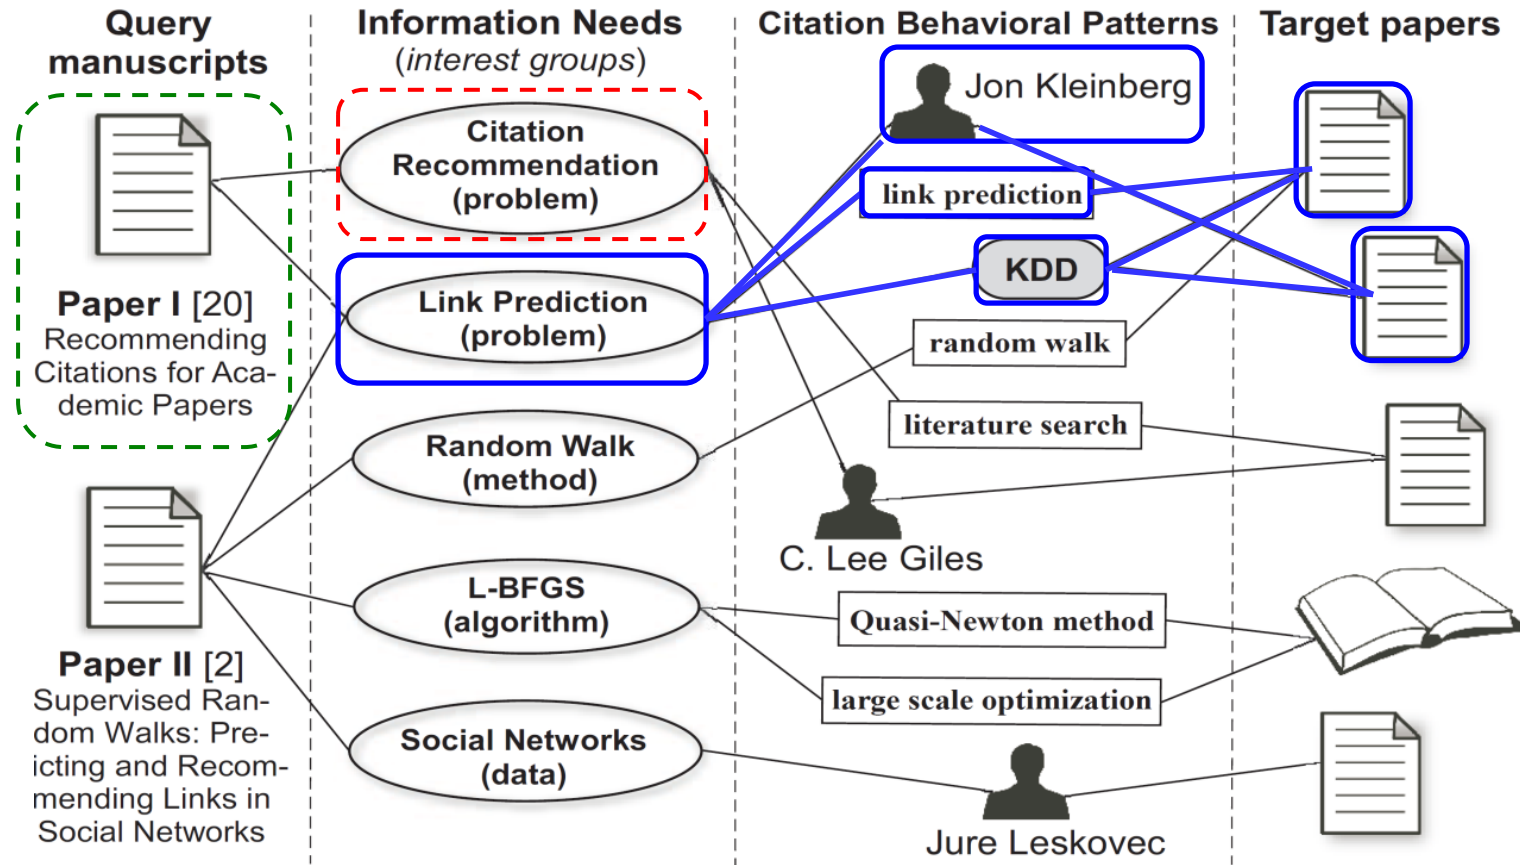 Query
manuscripts
Information Needs
(interest groups)
Citation Behavioral Patterns
Target papers
Paper I [20]
Recommending
Citations for Aca-
demic Papers
Paper II [2]
Supervised Ran-
dom Walks: Pre-
icting and Recom-
mending Links in
Social Networks
Citation
Recommendation
(problem)
Link Prediction
(problem)
Random Walk
(method)
L-BFGS
(algorithm)
Social Networks
(data)
Jon Kleinberg
link prediction
KDD
random walk
literature search
C. Lee Giles
Quasi-Newton method
large scale optimization
Jure Leskovec